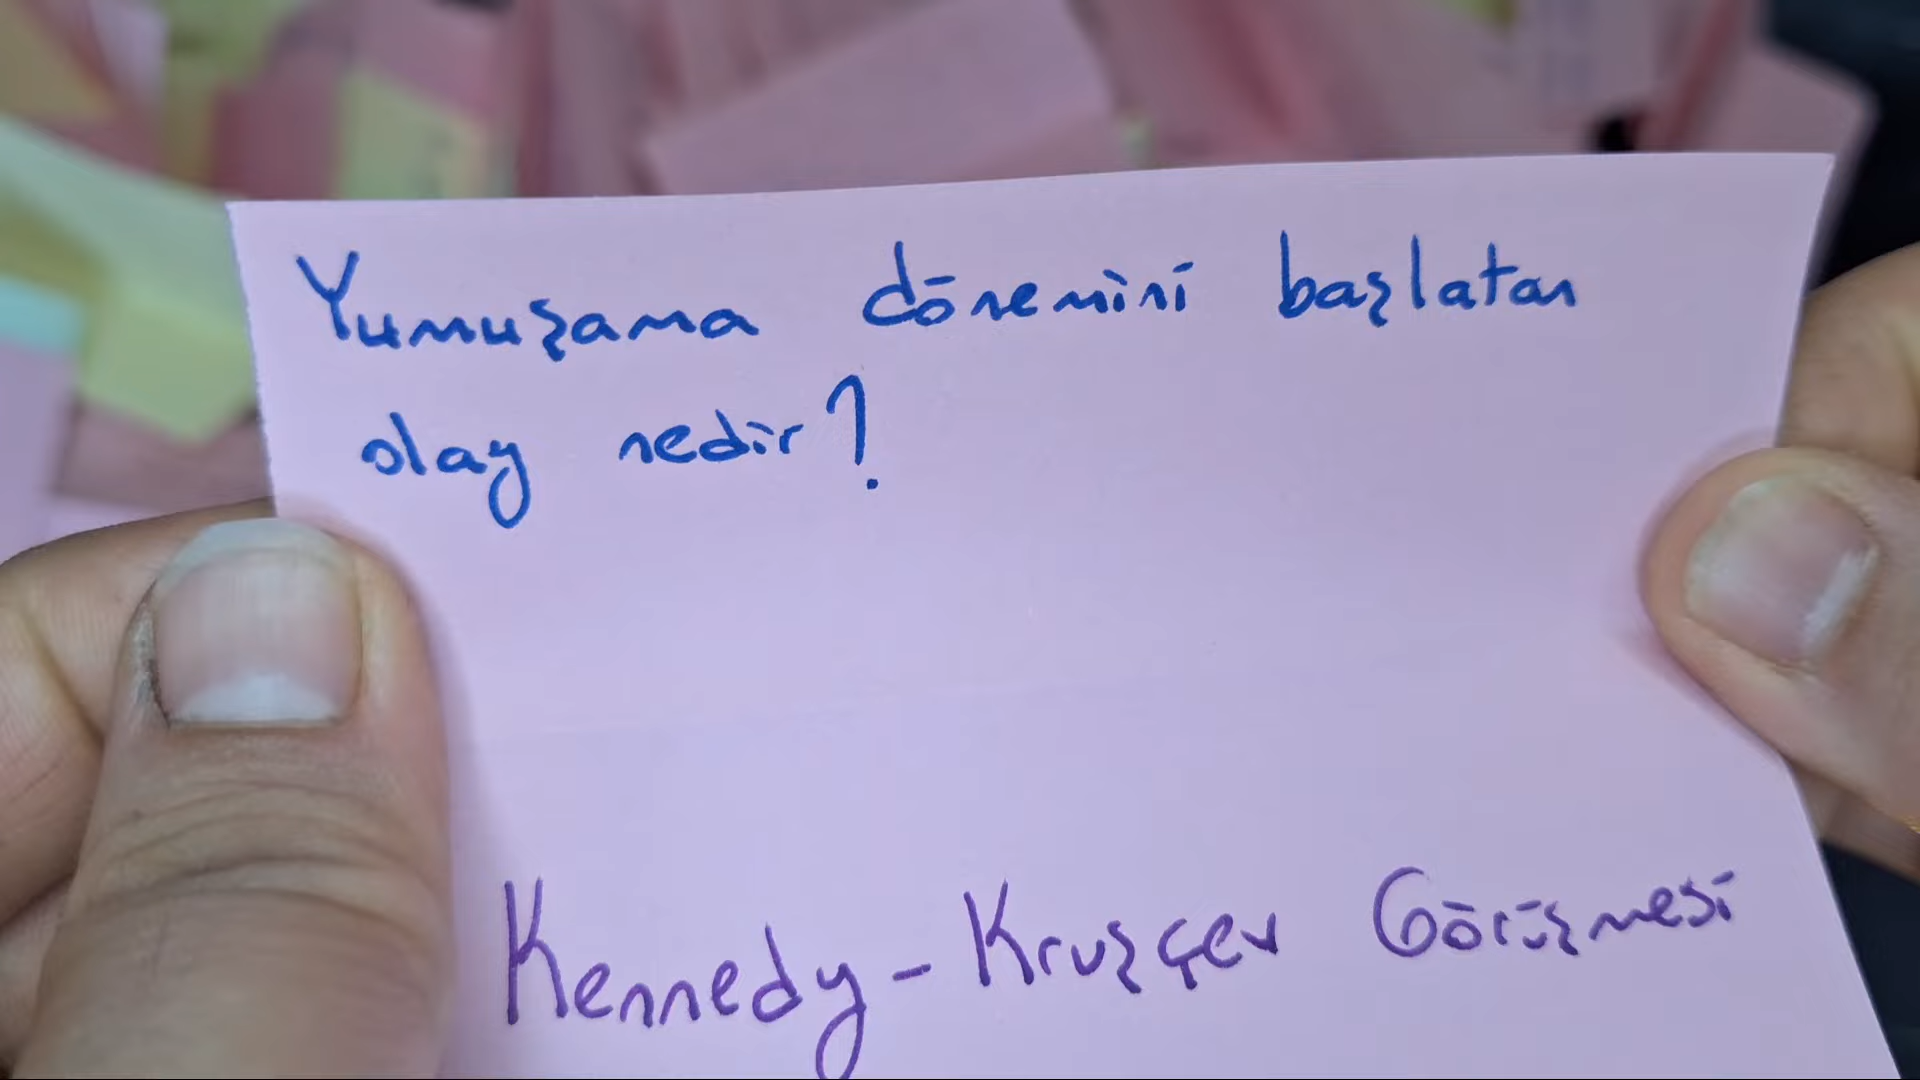 Yumuşama dönemini başlatan
olay nedir?
Kennedy - Kruşçev Görüşmesi